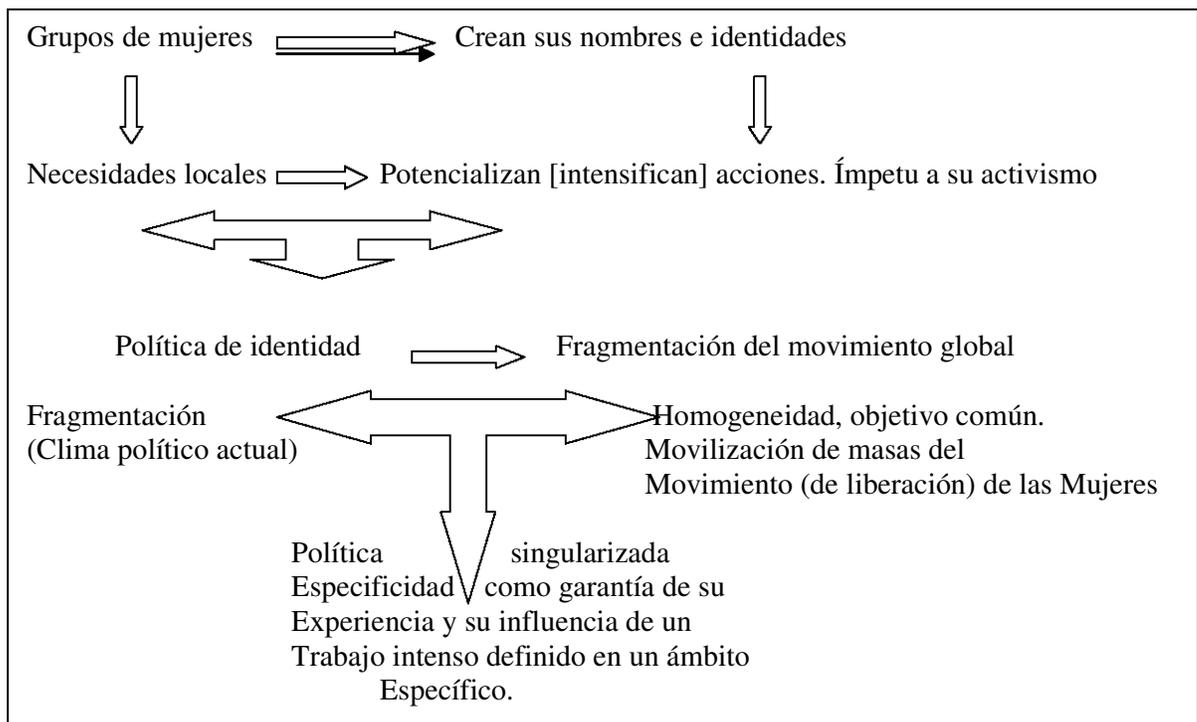 Grupos de mujeres Crean sus nombres e identidades
Necesidades locales Potencializan [intensifican] acciones. Ímpetu a su activismo
Política de identidad Fragmentación del movimiento global
Fragmentación
(Clima político actual)
Homogeneidad, objetivo común.
Movilización de masas del
Movimiento (de liberación) de las Mujeres
Política singularizada
Especificidad como garantía de su
Experiencia y su influencia de un
Trabajo intenso definido en un ámbito
Específico.